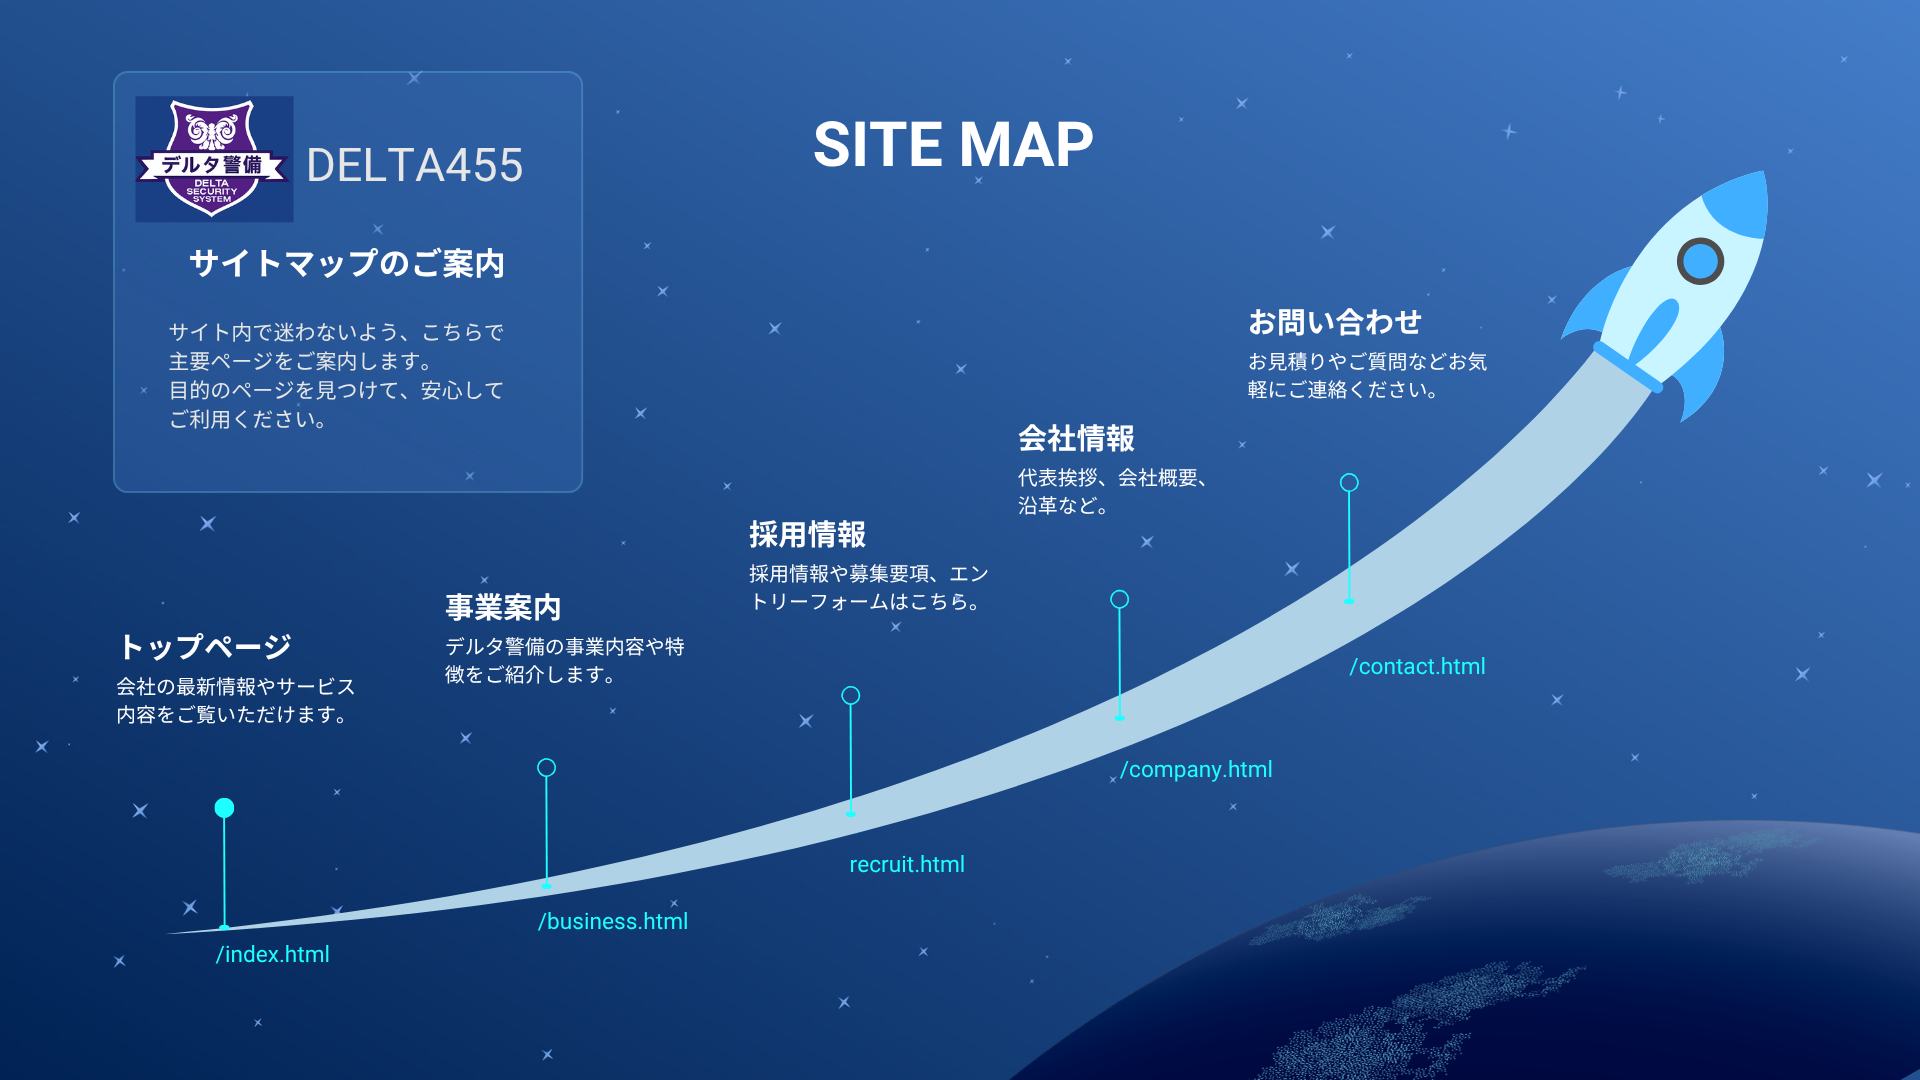 デルタ警備
DELTA
SECURITY
SYSTEM
DELTA455
サイトマップのご案内
サイト内で迷わないよう、こちらで
主要ページをご案内します。
目的のページを見つけて、安心して
ご利用ください。
SITE MAP
トップページ
会社の最新情報やサービス
内容をご覧いただけます。
/index.html
事業案内
デルタ警備の事業内容や特
徴をご紹介します。
/business.html
採用情報
採用情報や募集要項、エン
トリーフォームはこちら。
recruit.html
会社情報
代表挨拶、会社概要、
沿革など。
/company.html
お問い合わせ
お見積りやご質問などお気
軽にご連絡ください。
/contact.html